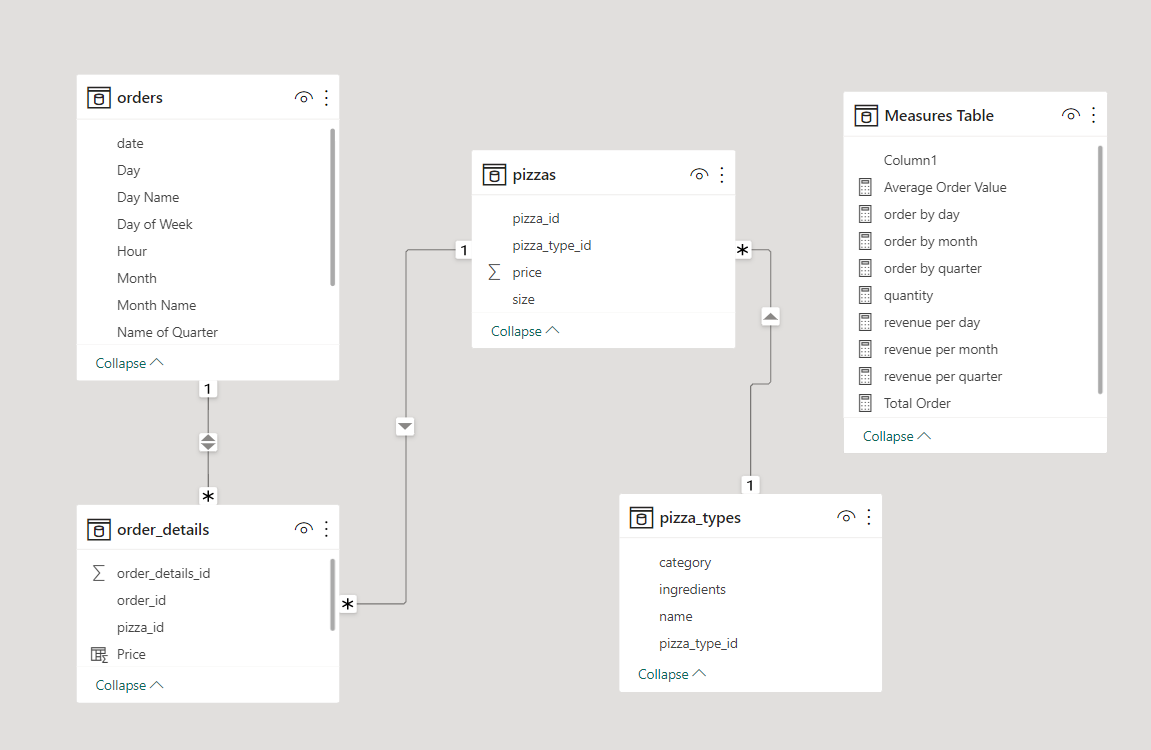 orders
date
Day
Day Name
Day of Week
Hour
Month
Month Name
Name of Quarter
Collapse
1
*
order_details
order_details_id
order_id
pizza_id
Price
Collapse
*
1
pizzas
pizza_id
pizza_type_id
price
size
Collapse
*
1
pizza_types
category
ingredients
name
pizza_type_id
Collapse
Measures Table
Column1
Average Order Value
order by day
order by month
order by quarter
quantity
revenue per day
revenue per month
revenue per quarter
Total Order
Collapse